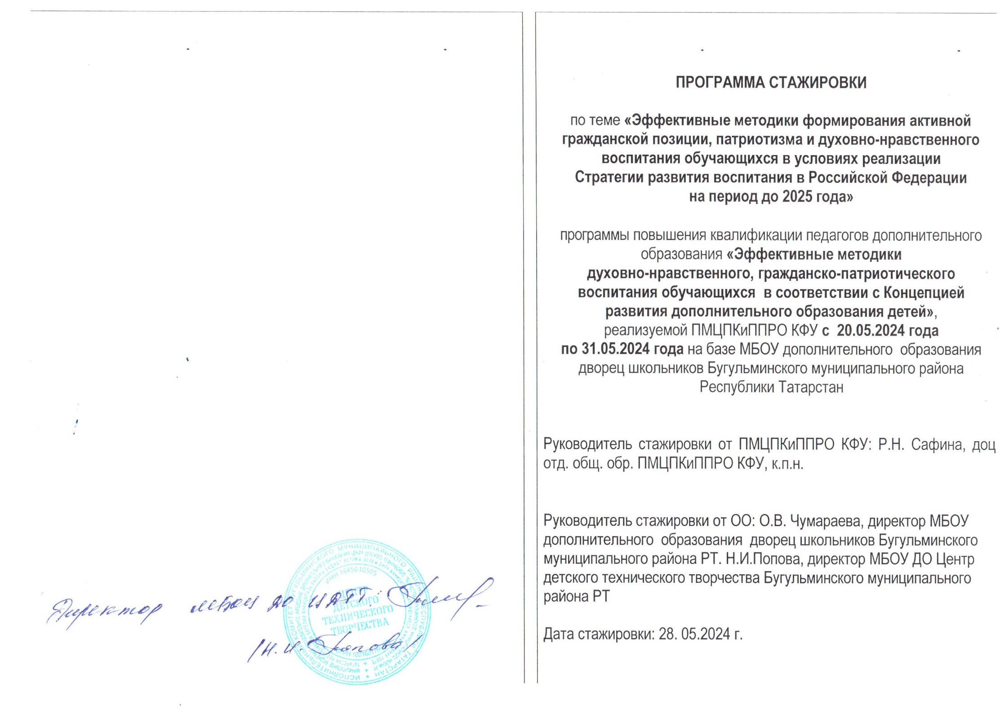 Директор МБОУ ДО ЦДТТ:
/Н.И. Попова/
ИНН 1645010595
ЦЕНТР
ДЕТСКОГО
ТЕХНИЧЕСКОГО
ТВОРЧЕСТВА
ПРОГРАММА СТАЖИРОВКИ
по теме «Эффективные методики формирования активной
гражданской позиции, патриотизма и духовно-нравственного
воспитания обучающихся в условиях реализации
Стратегии развития воспитания в Российской Федерации
на период до 2025 года»
программы повышения квалификации педагогов дополнительного
образования «Эффективные методики
духовно-нравственного, гражданско-патриотического
воспитания обучающихся в соответствии с Концепцией
развития дополнительного образования детей»,
реализуемой ПМЦПКиППРО КФУ с 20.05.2024 года
по 31.05.2024 года на базе МБОУ дополнительного образования
дворец школьников Бугульминского муниципального района
Республики Татарстан
Руководитель стажировки от ПМЦПКиППРО КФУ: Р.Н. Сафина, доц
отд. общ. обр. ПМЦПКиППРО КФУ, к.п.н.
Руководитель стажировки от ОО: О.В. Чумараева, директор МБОУ
дополнительного образования дворец школьников Бугульминского
муниципального района РТ. Н.И.Попова, директор МБОУ ДО Центр
детского технического творчества Бугульминского муниципального
района РТ
Дата стажировки: 28. 05.2024 г.